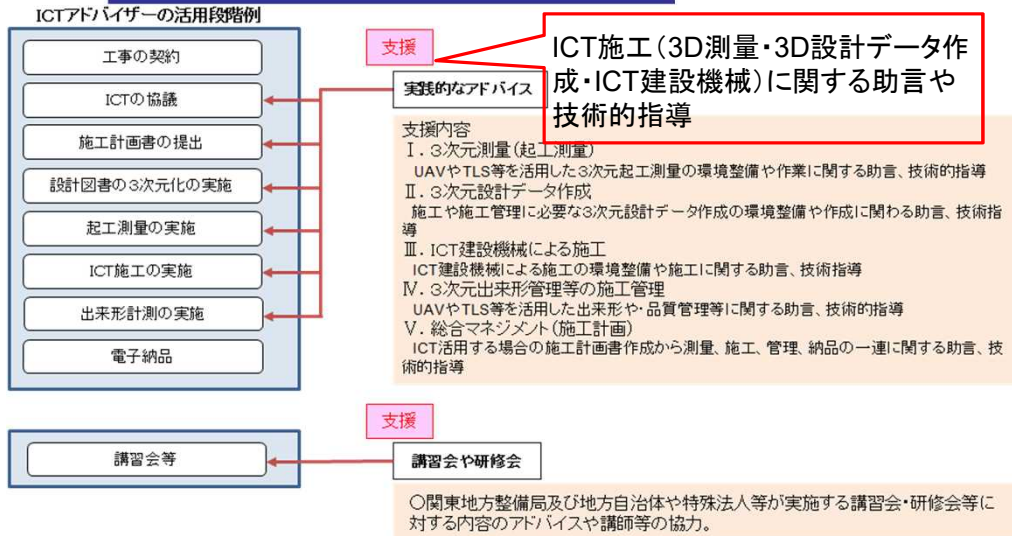 ICTアドバイザーの活用段階例
工事の契約
ICTの協議
施工計画書の提出
設計図書の3次元化の実施
起工測量の実施
ICT施工の実施
出来形計測の実施
電子納品
支援
実践的なアドバイス
ICT施工(3D測量・3D設計データ作
成・ICT建設機械)に関する助言や
技術的指導
支援内容
Ⅰ．3次元測量(起工測量)
UAVやTLS等を活用した3次元起工測量の環境整備や作業に関する助言、技術的指導
Ⅱ．3次元設計データ作成
施工や施工管理に必要な3次元設計データ作成の環境整備や作成に関わる助言、技術指
導
Ⅲ．ICT建設機械による施工
ICT建設機械による施工の環境整備や施工に関する助言、技術指導
Ⅳ．3次元出来形管理等の施工管理
UAVやTLS等を活用した出来形や・品質管理等に関する助言、技術的指導
Ⅴ．総合マネジメント(施工計画)
ICT活用する場合の施工計画書作成から測量、施工、管理、納品の一連に関する助言、技
術的指導
講習会等
支援
講習会や研修会
○関東地方整備局及び地方自治体や特殊法人等が実施する講習会・研修会等に
対する内容のアドバイスや講師等の協力。